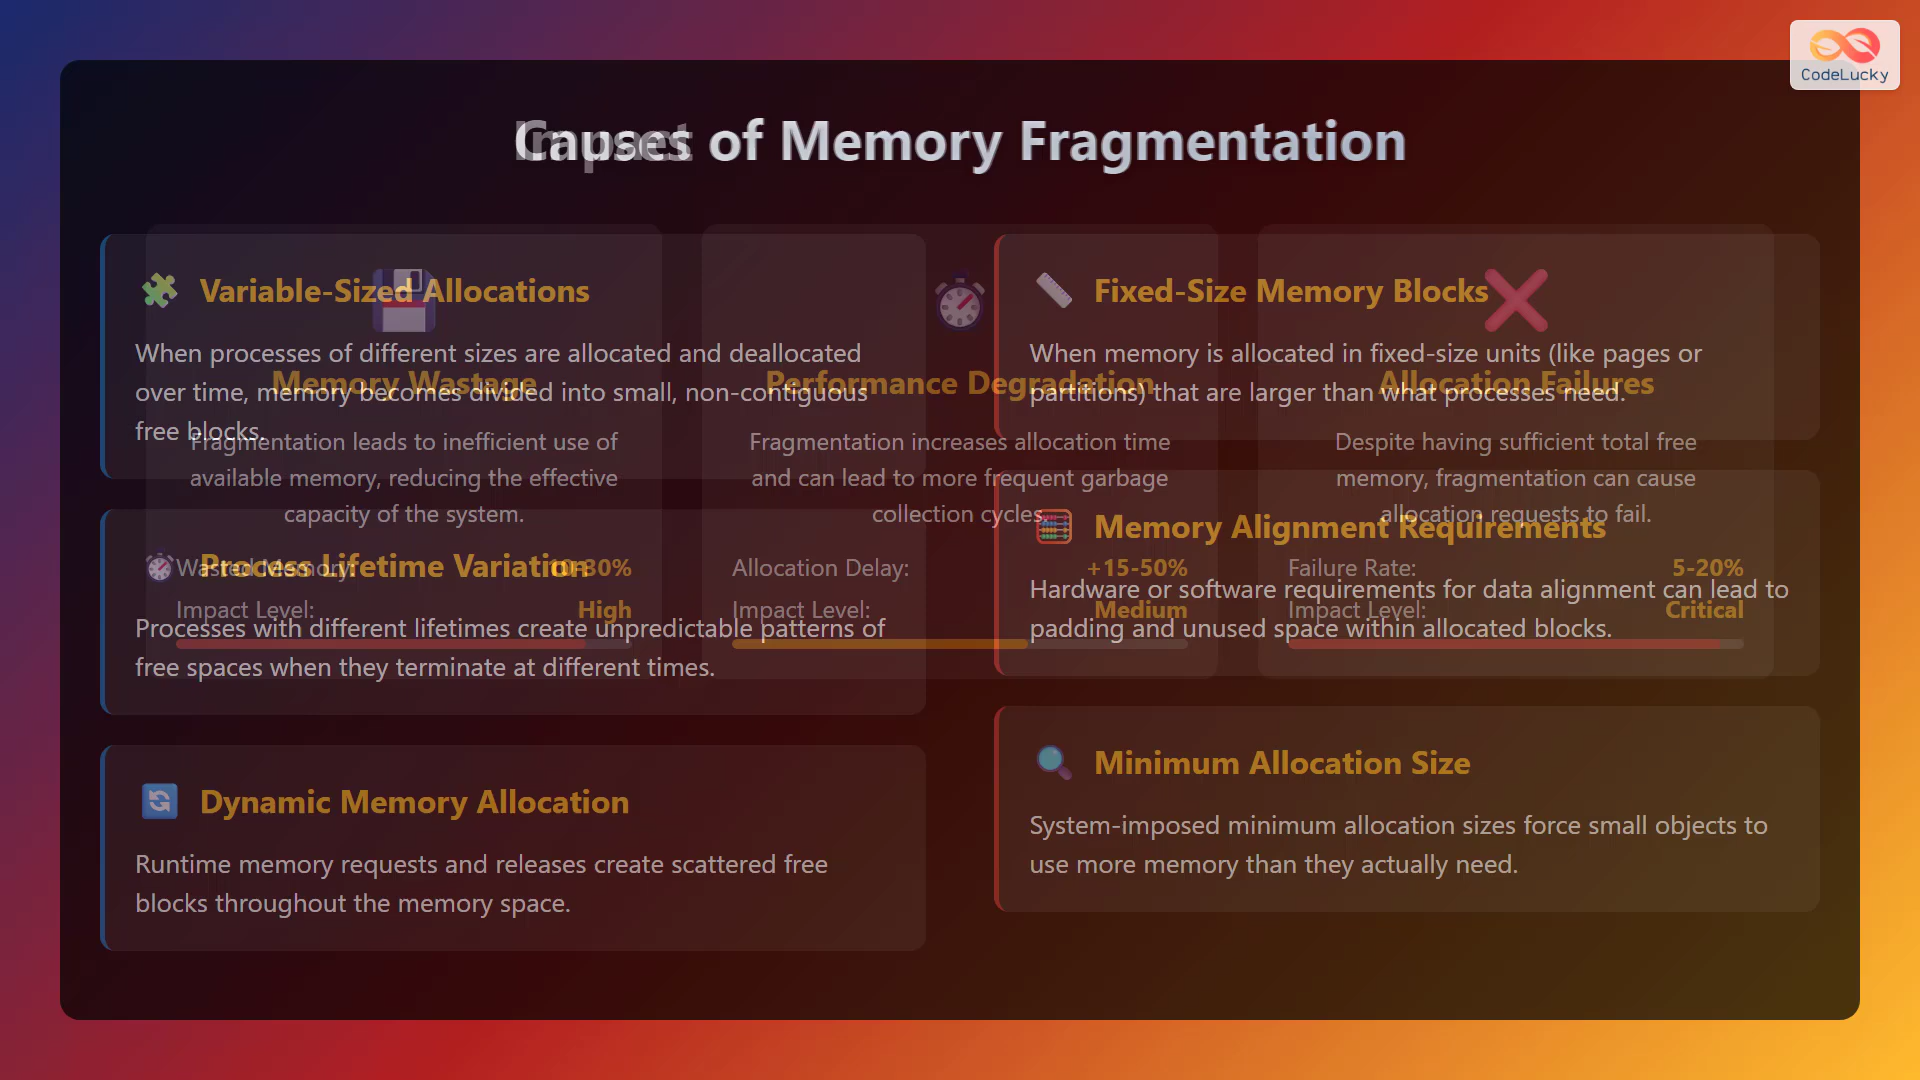 CodeLucky
Causes of Memory Fragmentation
Impact
Variable-Sized Allocations
When processes of different sizes are allocated and deallocated
over time, memory becomes divided into small, non-contiguous
free blocks.
Process Lifetime Variation
Processes with different lifetimes create unpredictable patterns of
free spaces when they terminate at different times.
Dynamic Memory Allocation
Runtime memory requests and releases create scattered free
blocks throughout the memory space.
Fixed-Size Memory Blocks
When memory is allocated in fixed-size units (like pages or
partitions) that are larger than what processes need.
Memory Alignment Requirements
Hardware or software requirements for data alignment can lead to
padding and unused space within allocated blocks.
Minimum Allocation Size
System-imposed minimum allocation sizes force small objects to
use more memory than they actually need.
Memory Wastage
Fragmentation leads to inefficient use of
available memory, reducing the effective
capacity of the system.
Wasted Memory:
-30%
Impact Level:
High
Performance Degradation
Fragmentation increases allocation time
and can lead to more frequent garbage
collection cycles.
Allocation Delay:
+15-50%
Impact Level:
Medium
Allocation Failures
Despite having sufficient total free
memory, fragmentation can cause
allocation requests to fail.
Failure Rate:
5-20%
Impact Level:
Critical